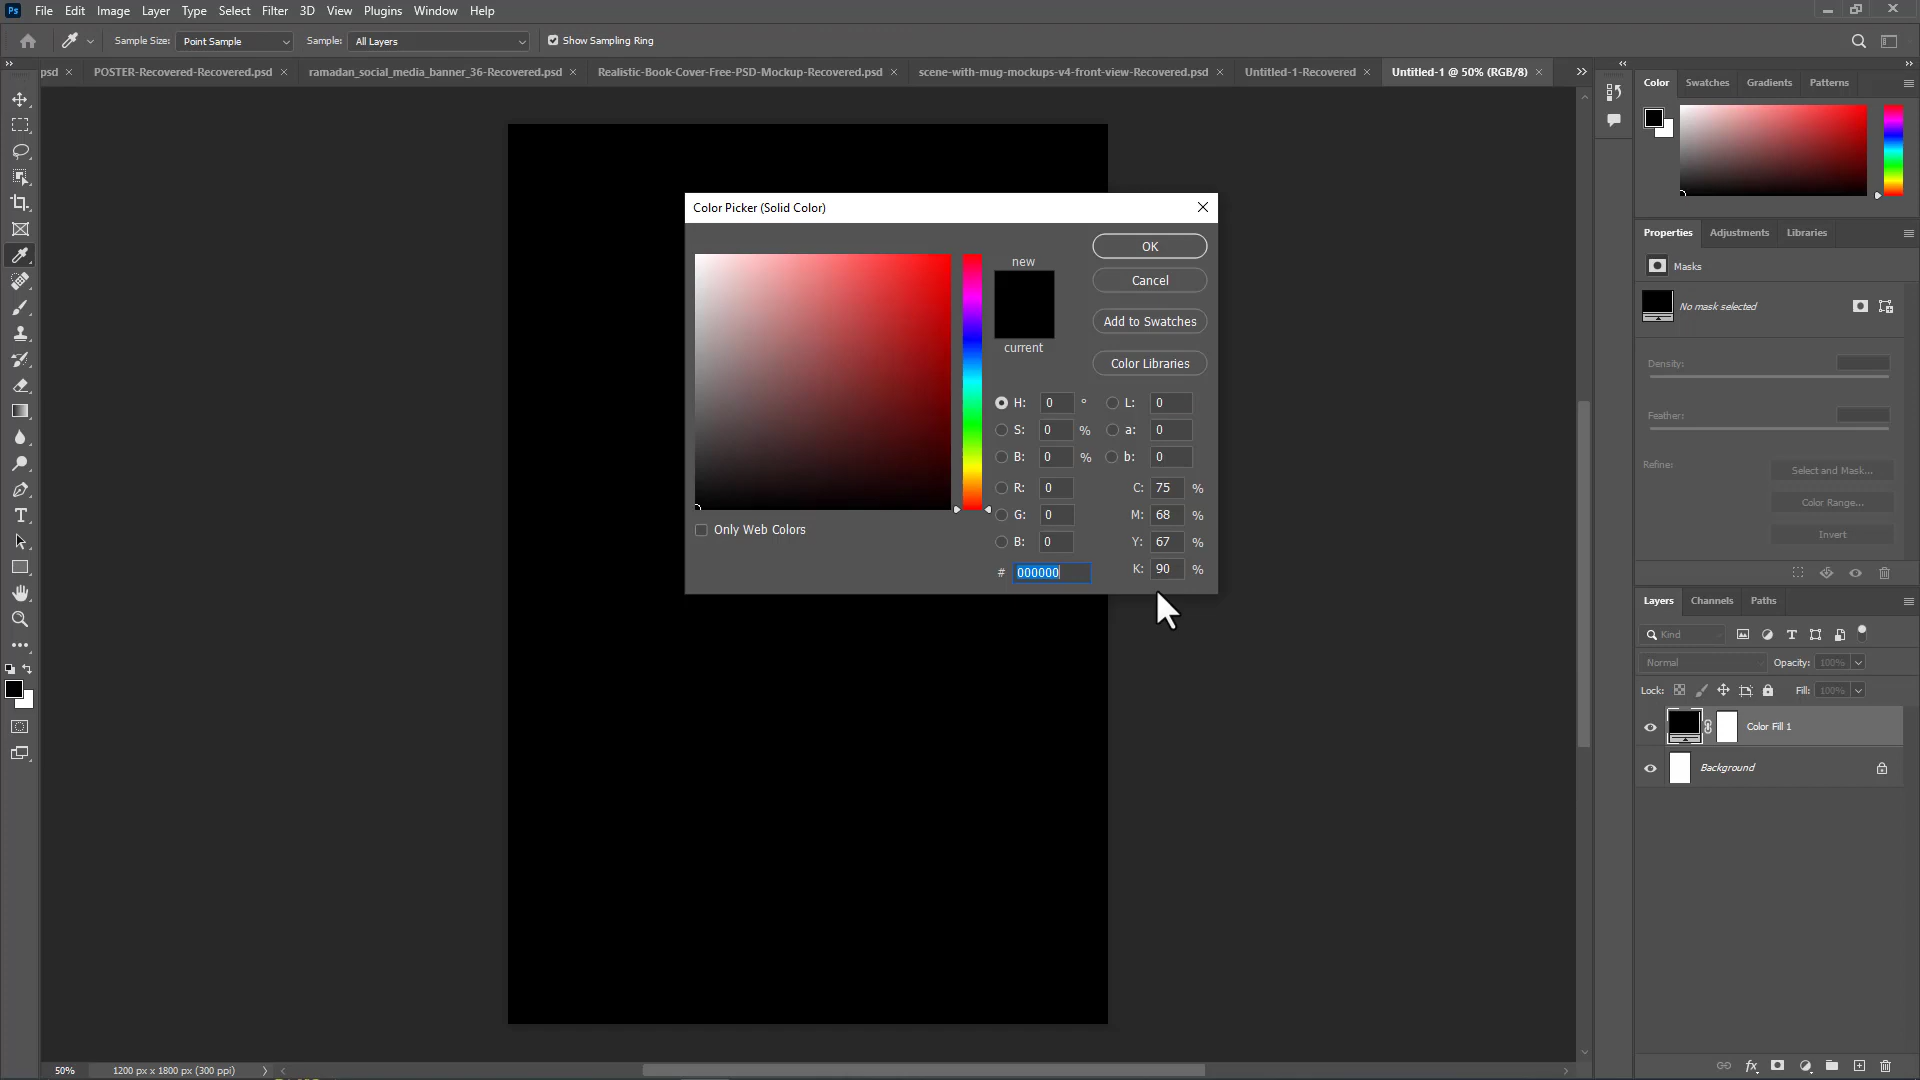 Ps File Edit Image Layer Type Select Filter 3D View Plugins Window Help
Sample Size: Point Sample Sample: All Layers Show Sampling Ring
psd × POSTER-Recovered-Recovered.psd × ramadan_social_media_banner_36-Recovered.psd × Realistic-Book-Cover-Free-PSD-Mockup-Recovered.psd × scene-with-mug-mockups-v4-front-view-Recovered.psd × Untitled-1-Recovered × Untitled-1 @ 50% (RGB/8) ×
Color Swatches Gradients Patterns
Color Picker (Solid Color)
new
current
OK
Cancel
Add to Swatches
Color Libraries
H: 0 ° L: 0
S: 0 % a: 0
B: 0 % b: 0
R: 0 C: 75 %
G: 0 M: 68 %
B: 0 Y: 67 %
# 000000 K: 90 %
Only Web Colors
Properties Adjustments Libraries
Masks
No mask selected
Density:
Feather:
Refine: Select and Mask...
Color Range...
Invert
Layers Channels Paths
Kind
Normal Opacity: 100%
Lock: Fill: 100%
Color Fill 1
Background
fx
50% 1200 px x 1800 px (300 ppi)